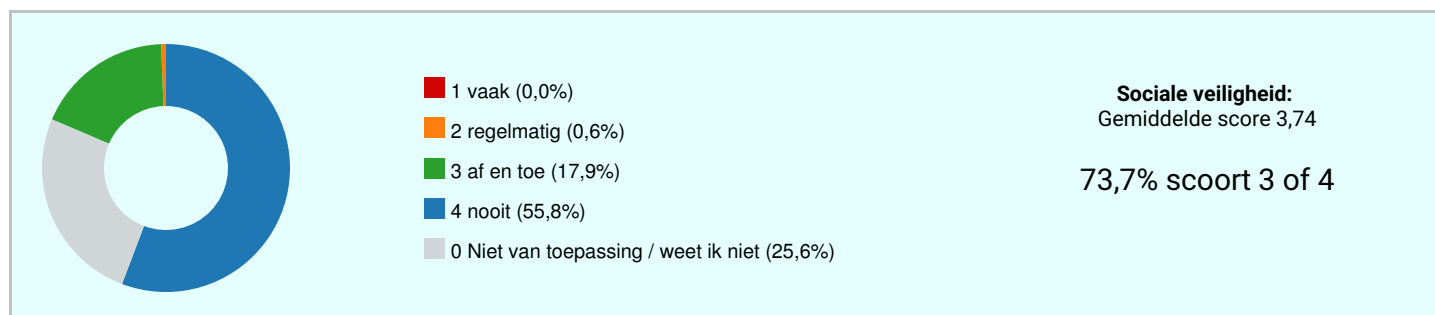 1 vaak (0,0%)
2 regelmatig (0,6%)
3 af en toe (17,9%)
4 nooit (55,8%)
0 Niet van toepassing / weet ik niet (25,6%)
Sociale veiligheid:
Gemiddelde score 3,74
73,7% scoort 3 of 4